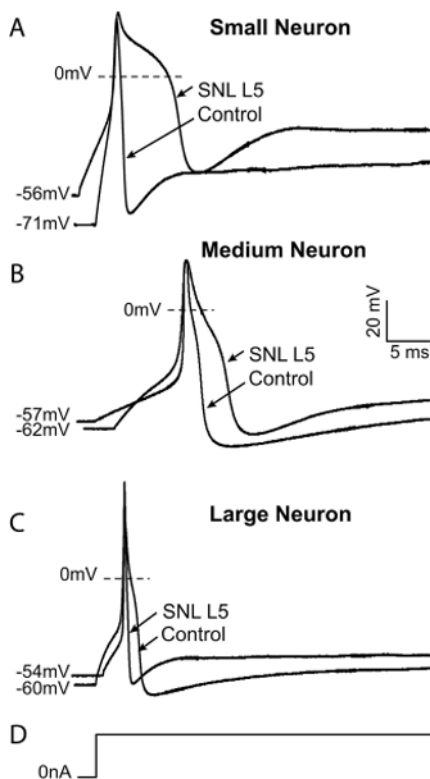 A
Small Neuron
0mV
SNL L5
Control
-56mV
-71mV
Medium Neuron
B
0mV
20 mV
5 ms
SNL L5
Control
-57mV
-62mV
C
Large Neuron
0mV
SNL L5
Control
-54mV
-60mV
D
0nA